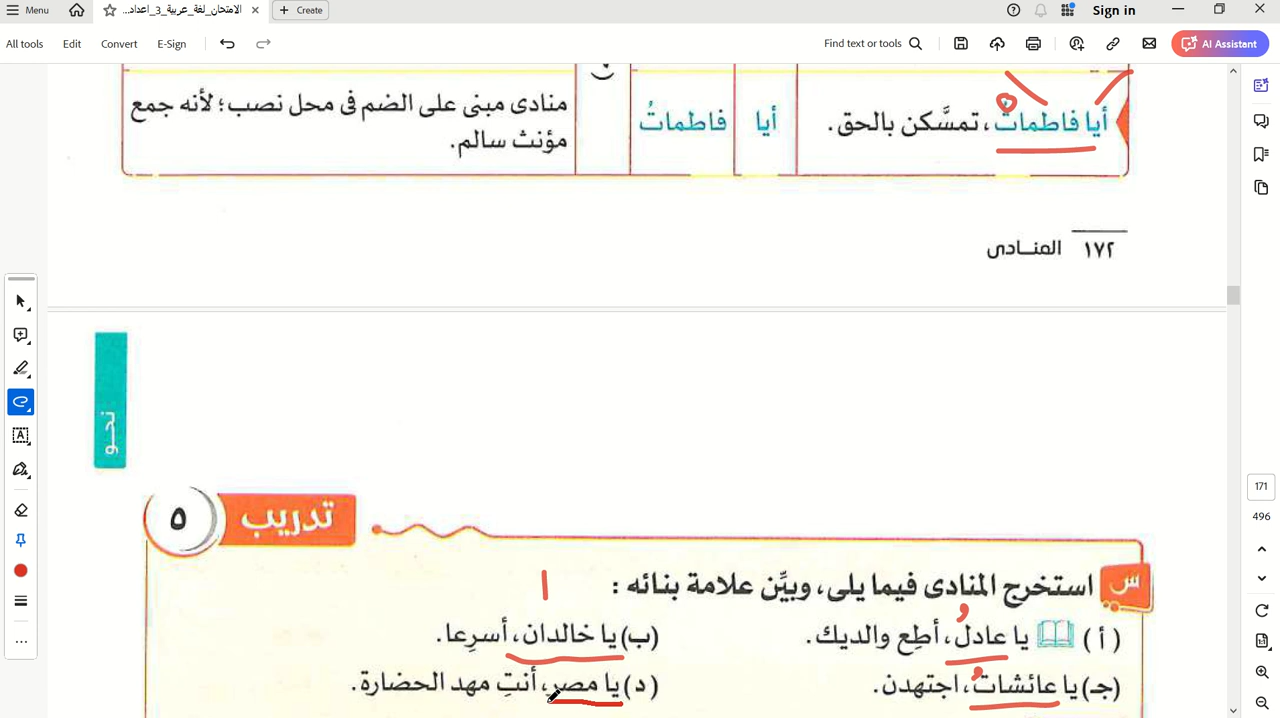 Menu
الامتحان_لغة_عربية_3_اعداد...
Create
Sign in
All tools
Edit
Convert
E-Sign
Find text or tools
AI Assistant
أيا فاطماتُ، تمسَّكن بالحق.
أيا
فاطماتُ
منادى مبنى على الضم فى محل نصب؛ لأنه جمع
مؤنث سالم.
١٧٢ المنــادى
نحــو
تدريب ٥
س استخرج المنادى فيما يلى، وبيِّن علامة بنائه :
(أ) يا عادل، أطِع والديك.
(ب) يا خالدان، أسرِعا.
(جـ) يا عائشات، اجتهدن.
(د) يا مصر، أنتِ مهد الحضارة.
171
496